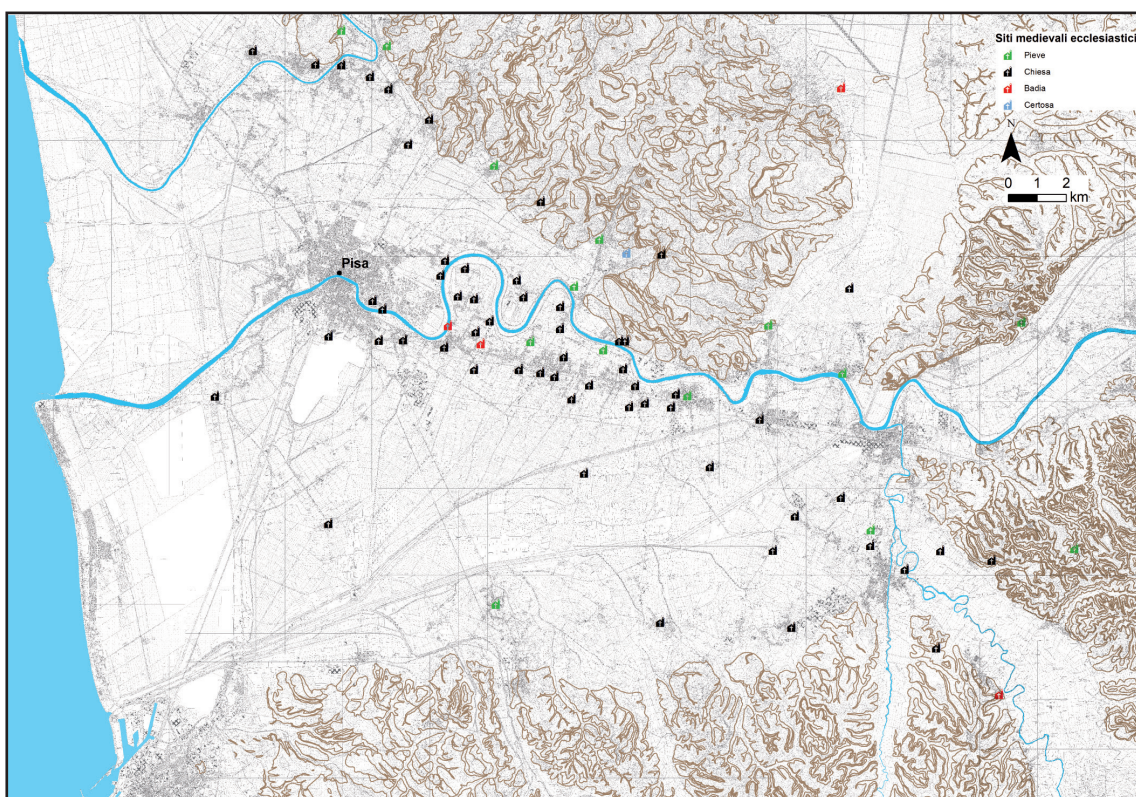 Siti medievali ecclesiastici
Pieve
Chiesa
Badia
Certosa
N
0 1 2
km
Pisa